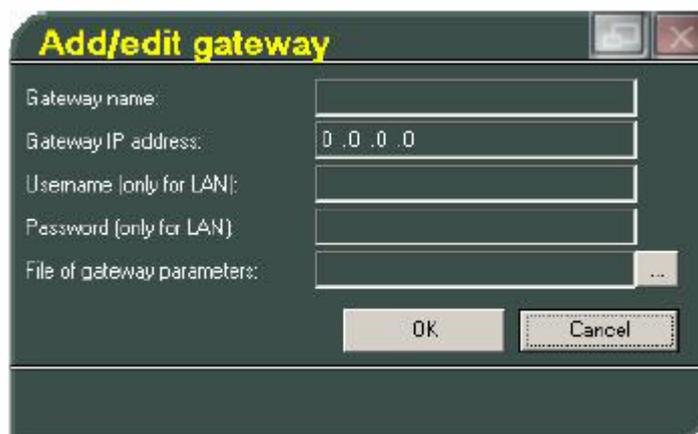 Add/edit gateway
Gateway name:
Gateway IP address: 0 .0 .0 .0
Username (only for LAN):
Password (only for LAN)
File of gateway parameters: ...
OK Cancel